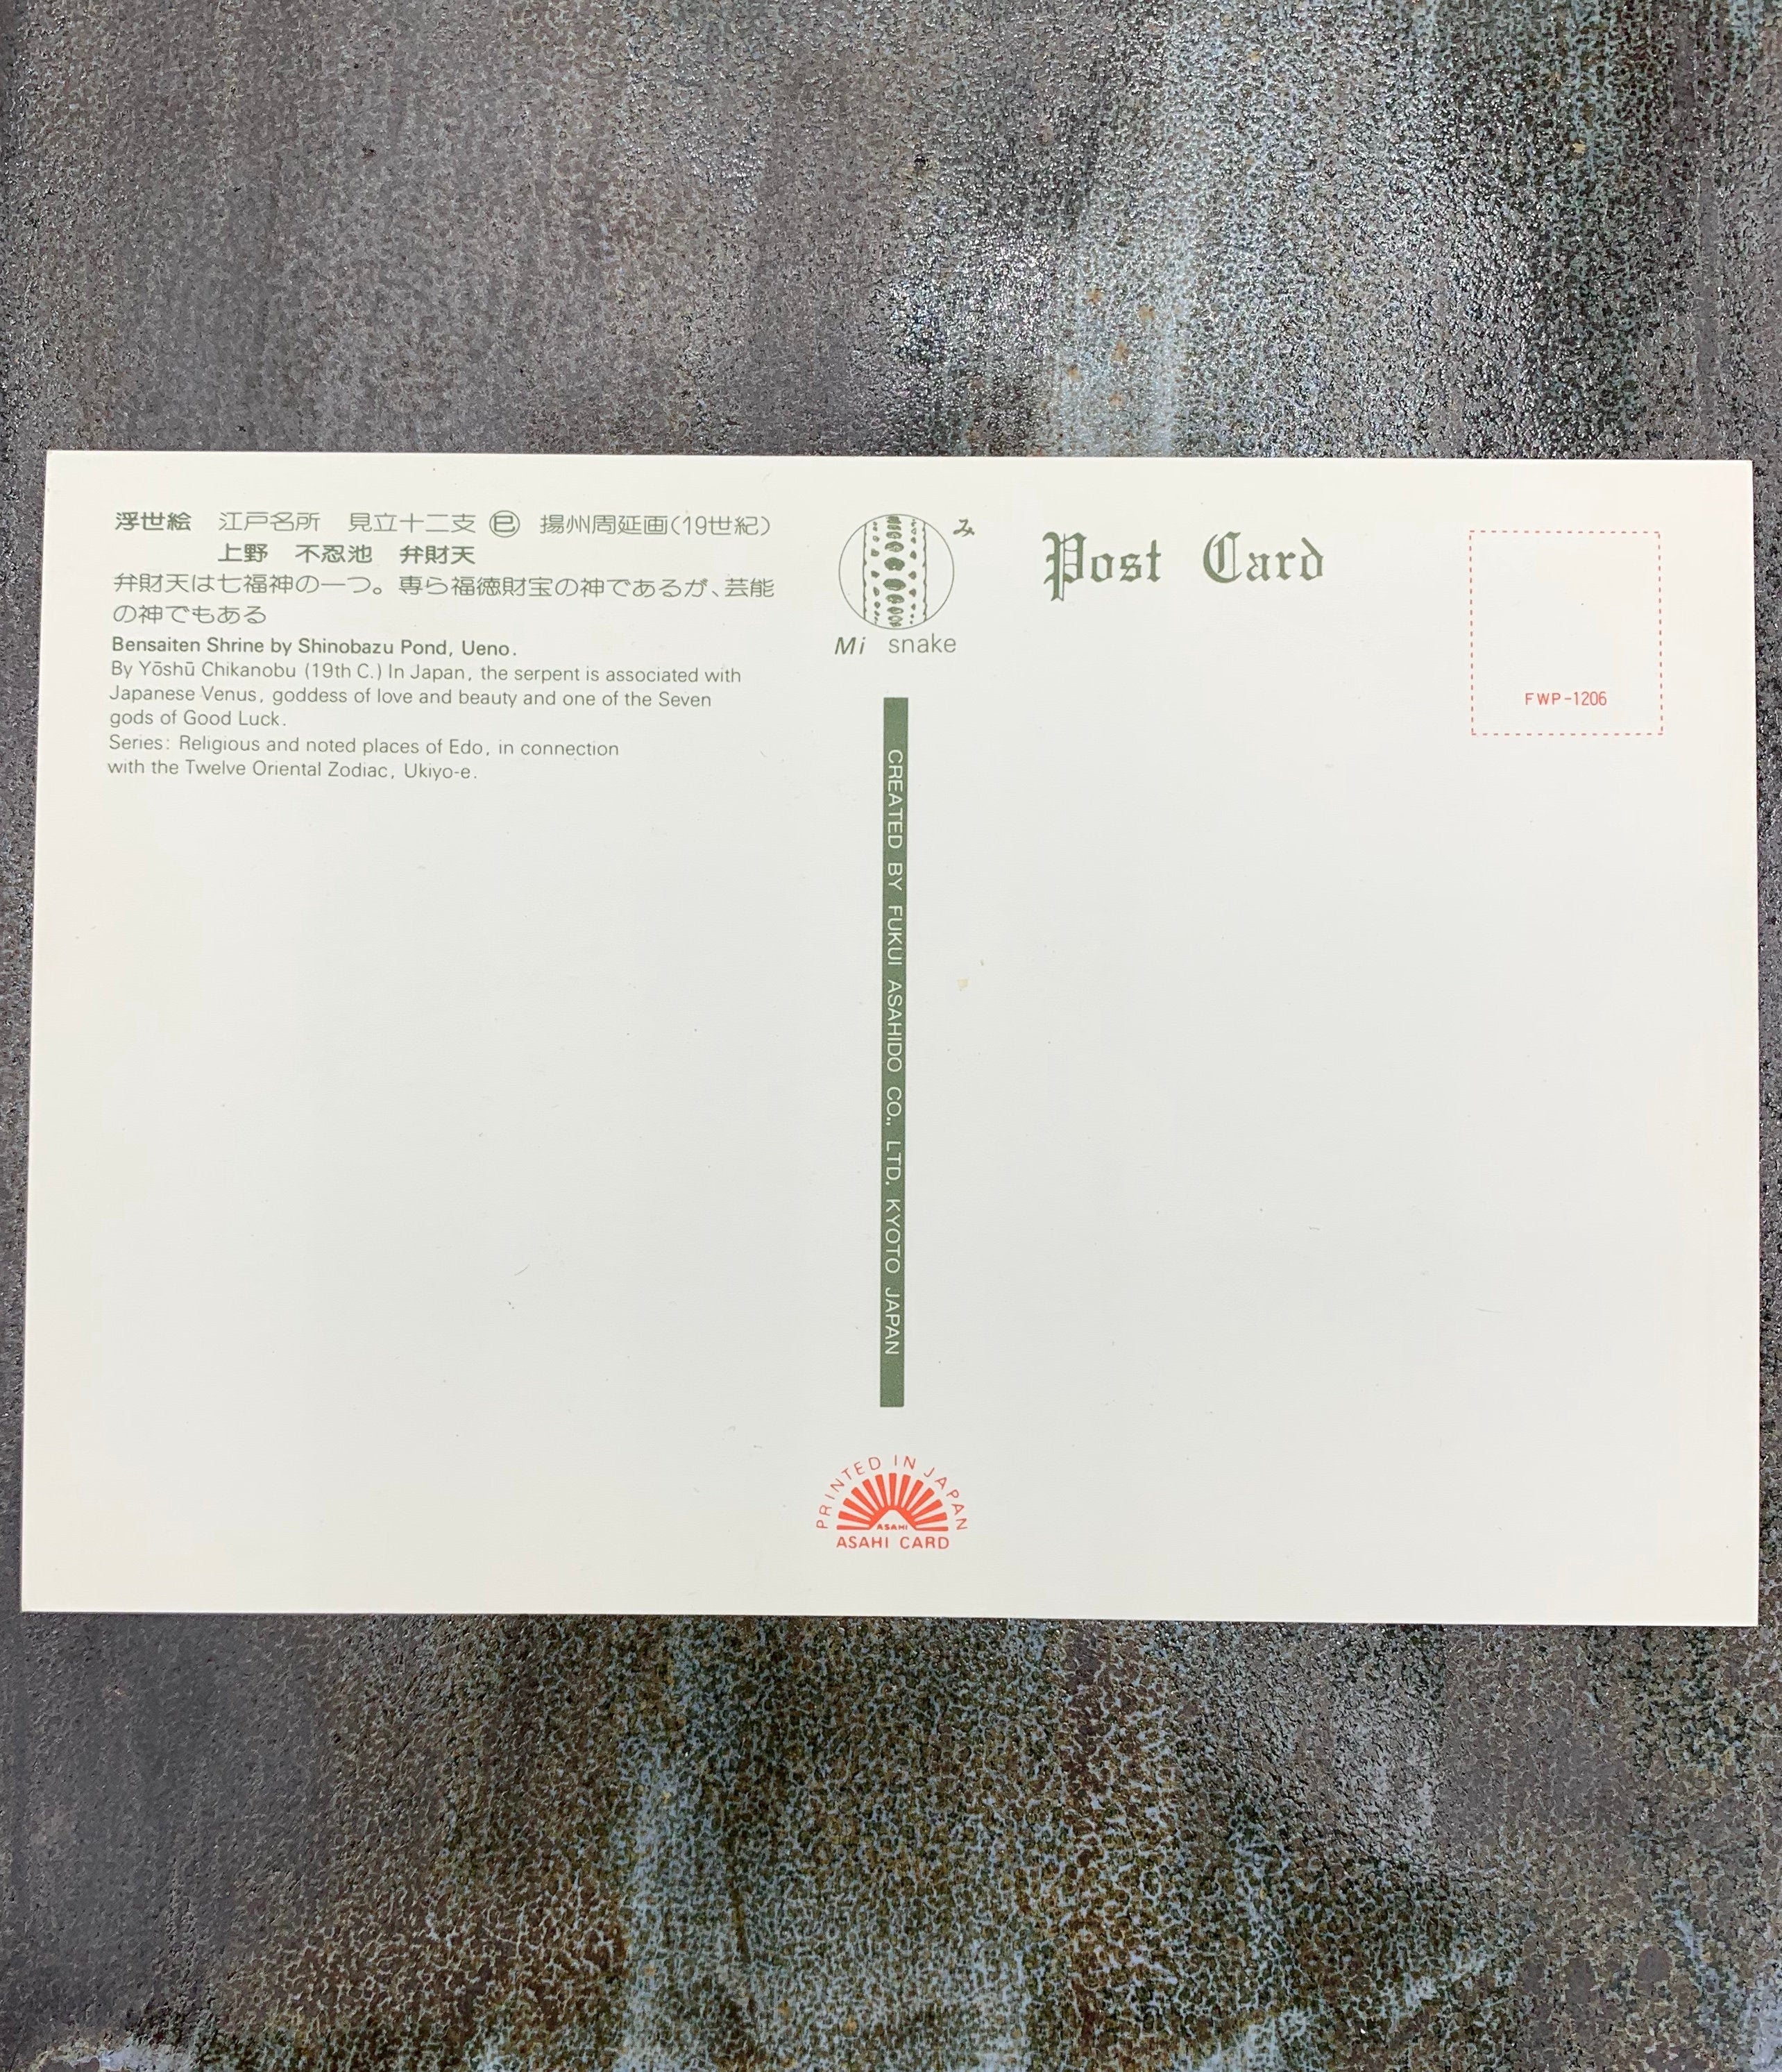 浮世絵　江戸名所　見立十二支 ㊋ 揚州周延画(19世紀)
上野　不忍池　弁財天
弁財天は七福神の一つ。専ら福徳財宝の神であるが、芸能
の神でもある
Bensaiten Shrine by Shinobazu Pond, Ueno.
By Yōshū Chikanobu (19th C.) In Japan, the serpent is associated with
Japanese Venus, goddess of love and beauty and one of the Seven
gods of Good Luck.
Series: Religious and noted places of Edo, in connection
with the Twelve Oriental Zodiac, Ukiyo-e.
み
Mi snake
CREATED BY FUKUI ASAHIDO CO., LTD. KYOTO JAPAN
PRINTED IN JAPAN
ASAHI
ASAHI CARD
Post Card
FWP-1206